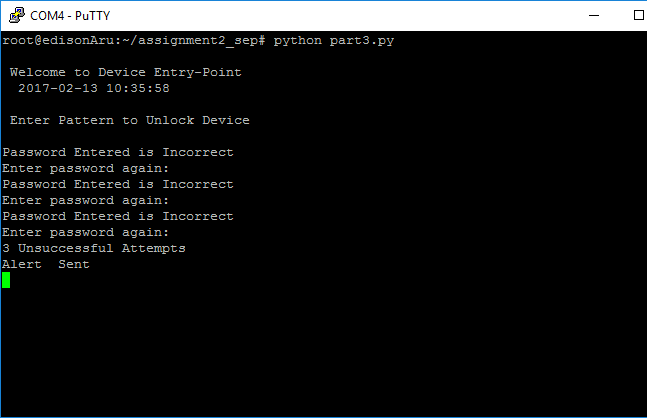 COM4 - PuTTY
root@edisonAru:~/assignment2_sep# python part3.py
Welcome to Device Entry-Point
2017-02-13 10:35:58
Enter Pattern to Unlock Device
Password Entered is Incorrect
Enter password again:
Password Entered is Incorrect
Enter password again:
Password Entered is Incorrect
Enter password again:
3 Unsuccessful Attempts
Alert  Sent